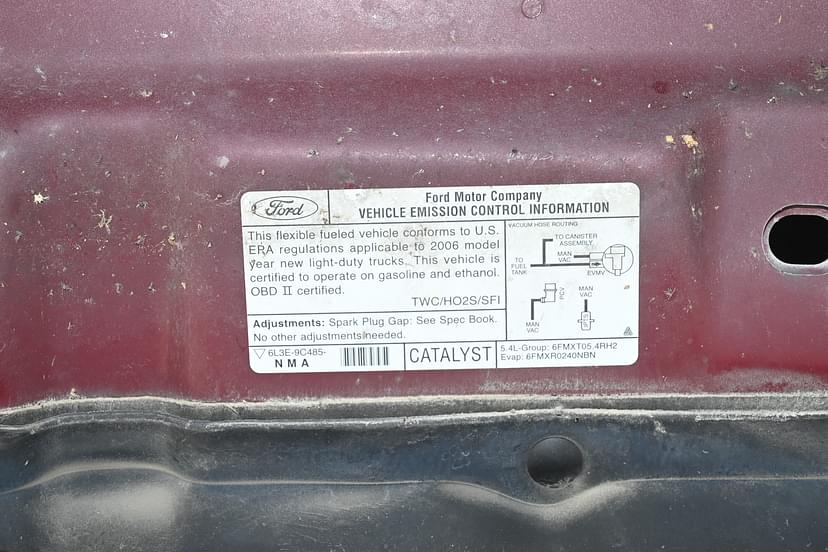 Ford
Ford Motor Company
VEHICLE EMISSION CONTROL INFORMATION
This flexible fueled vehicle conforms to U.S.
EPA regulations applicable to 2006 model
year new light-duty trucks. This vehicle is
certified to operate on gasoline and ethanol.
OBD II certified.
TWC/HO2S/SFI
Adjustments: Spark Plug Gap: See Spec Book.
No other adjustments needed.
VACUUM HOSE ROUTING
TO CANISTER
ASSEMBLY
TO
FUEL
TANK
MAN
VAC
EVMV
PCV
MAN
VAC
MAN
VAC
6L3E-9C485-
NMA
CATALYST
5.4L-Group: 6FMXT05.4RH2
Evap: 6FMXR0240NBN